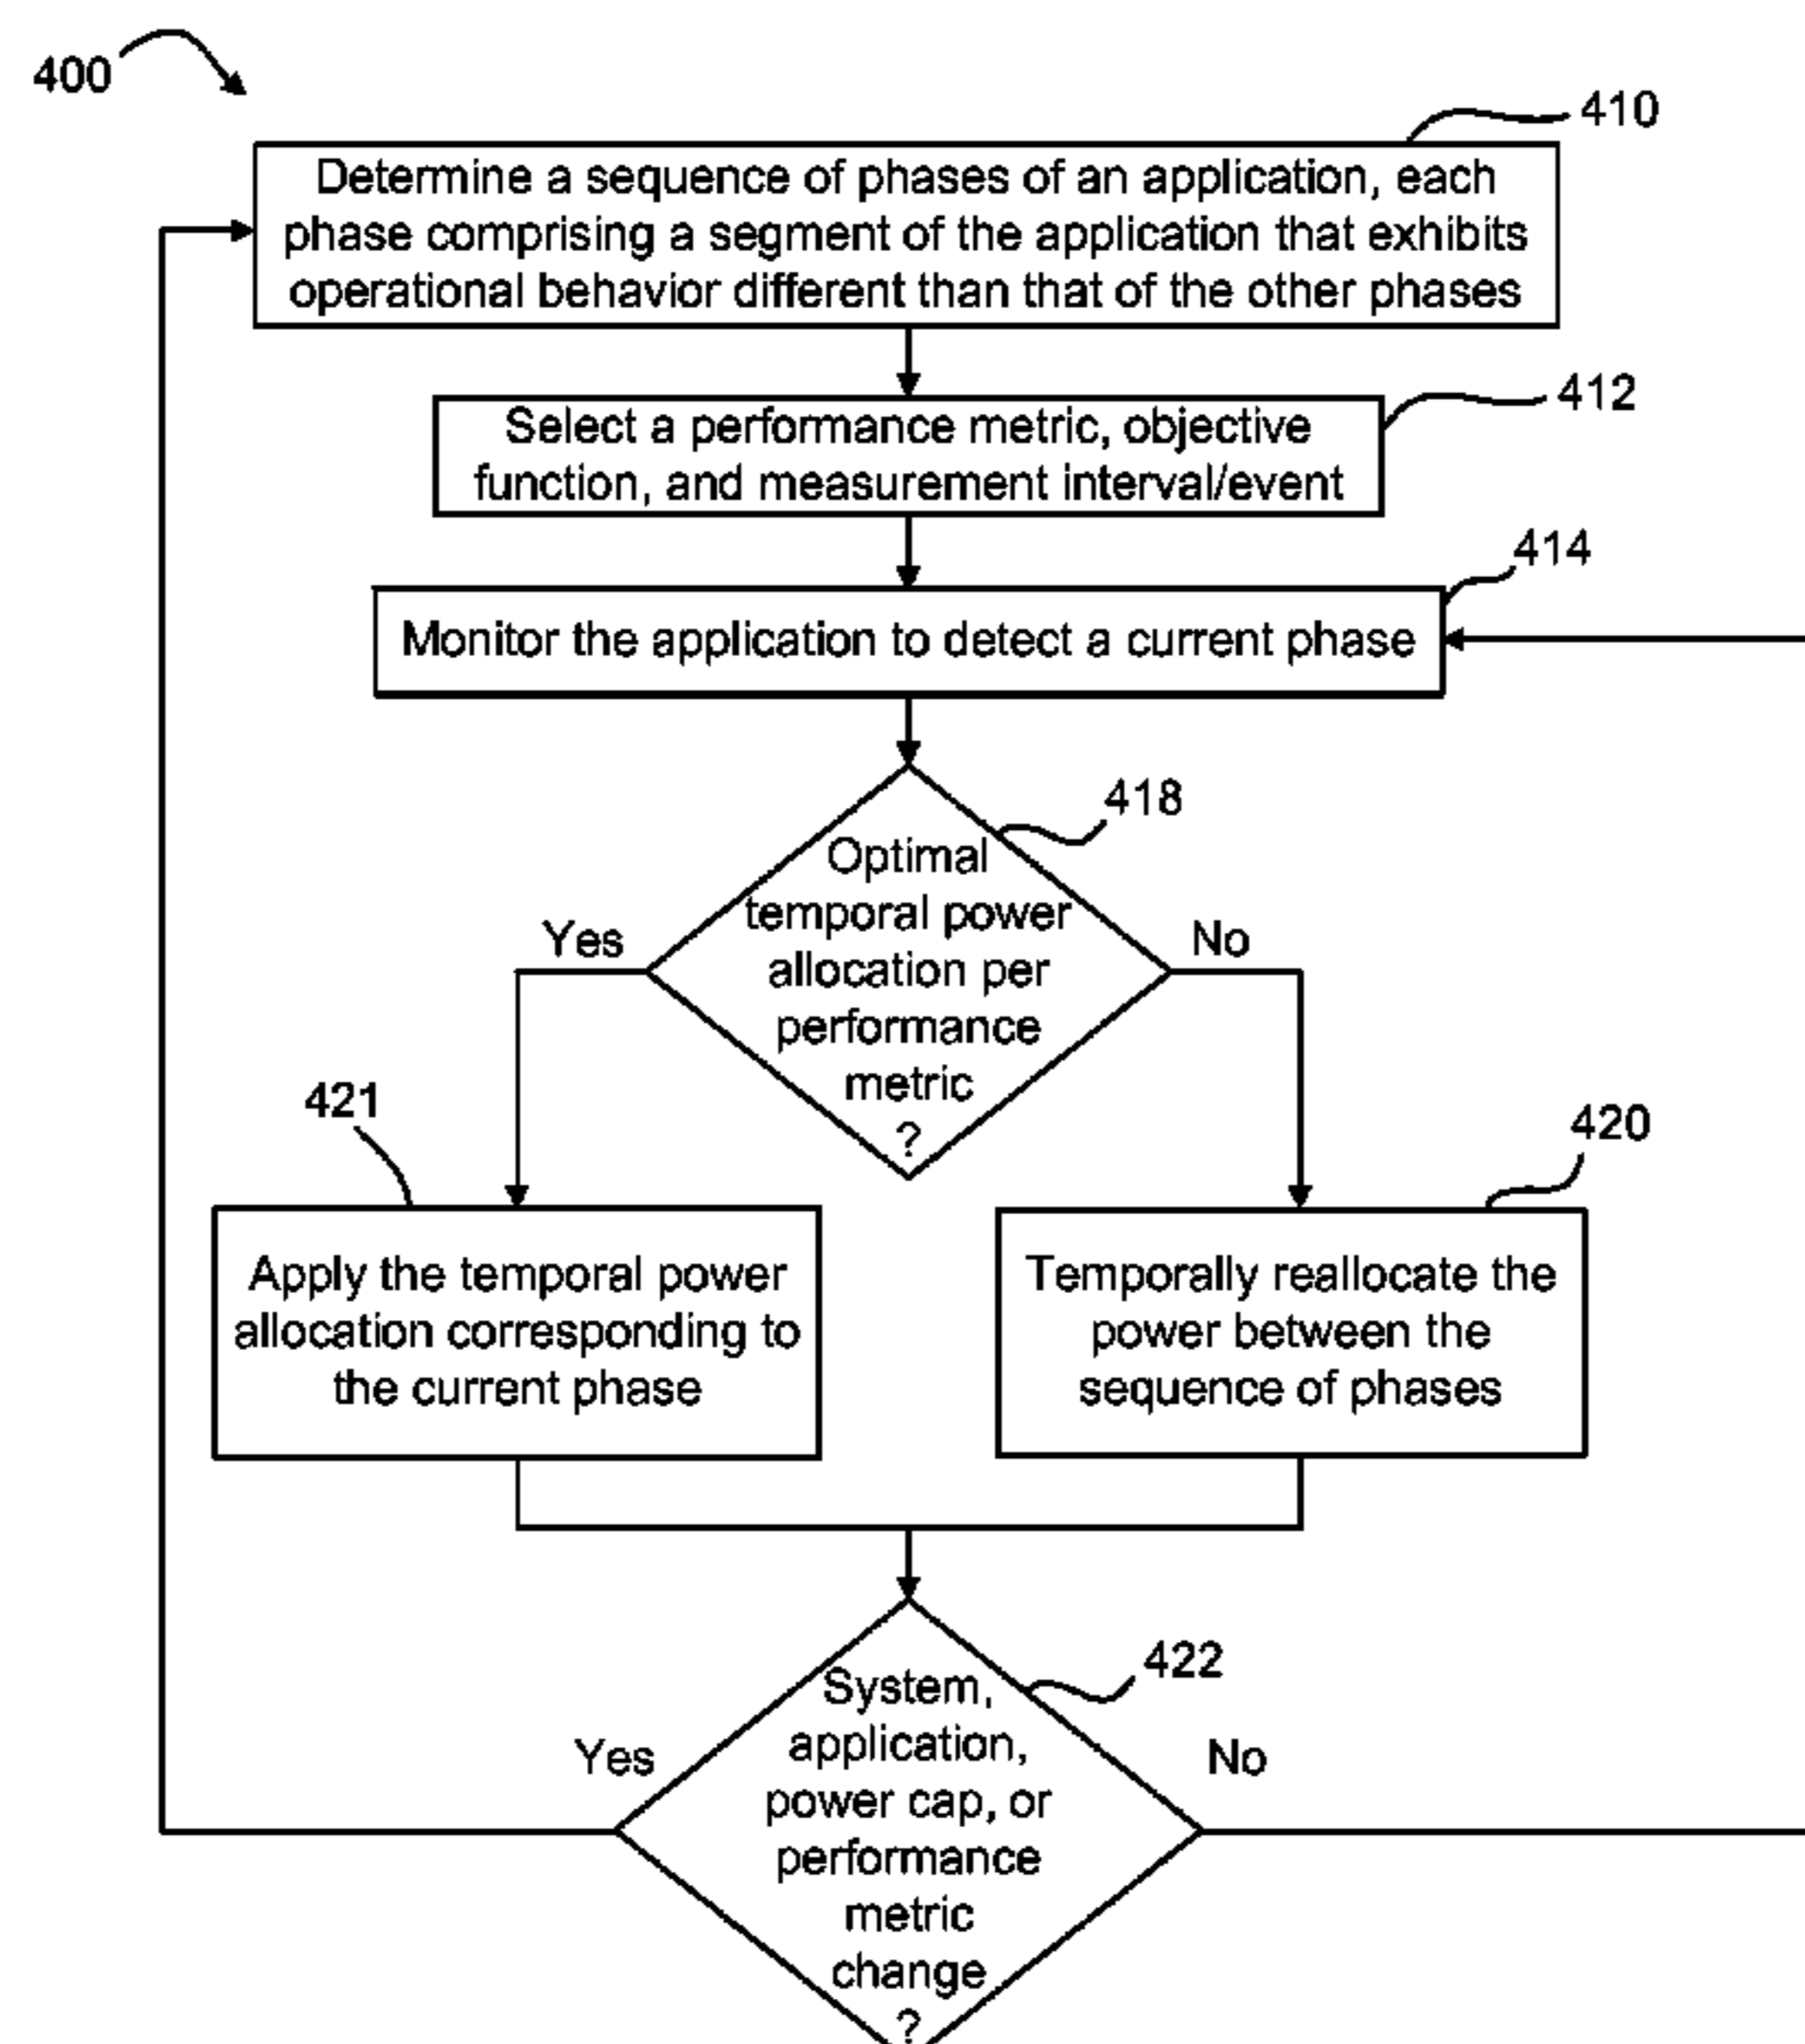 400
410
Determine a sequence of phases of an application, each
phase comprising a segment of the application that exhibits
operational behavior different than that of the other phases
412
Select a performance metric, objective
function, and measurement interval/event
414
Monitor the application to detect a current phase
418
Optimal
temporal power
allocation per
performance
metric
?
Yes
No
421
420
Apply the temporal power
allocation corresponding to
the current phase
Temporally reallocate the
power between the
sequence of phases
422
System,
application,
power cap, or
performance
metric
change
?
Yes
No